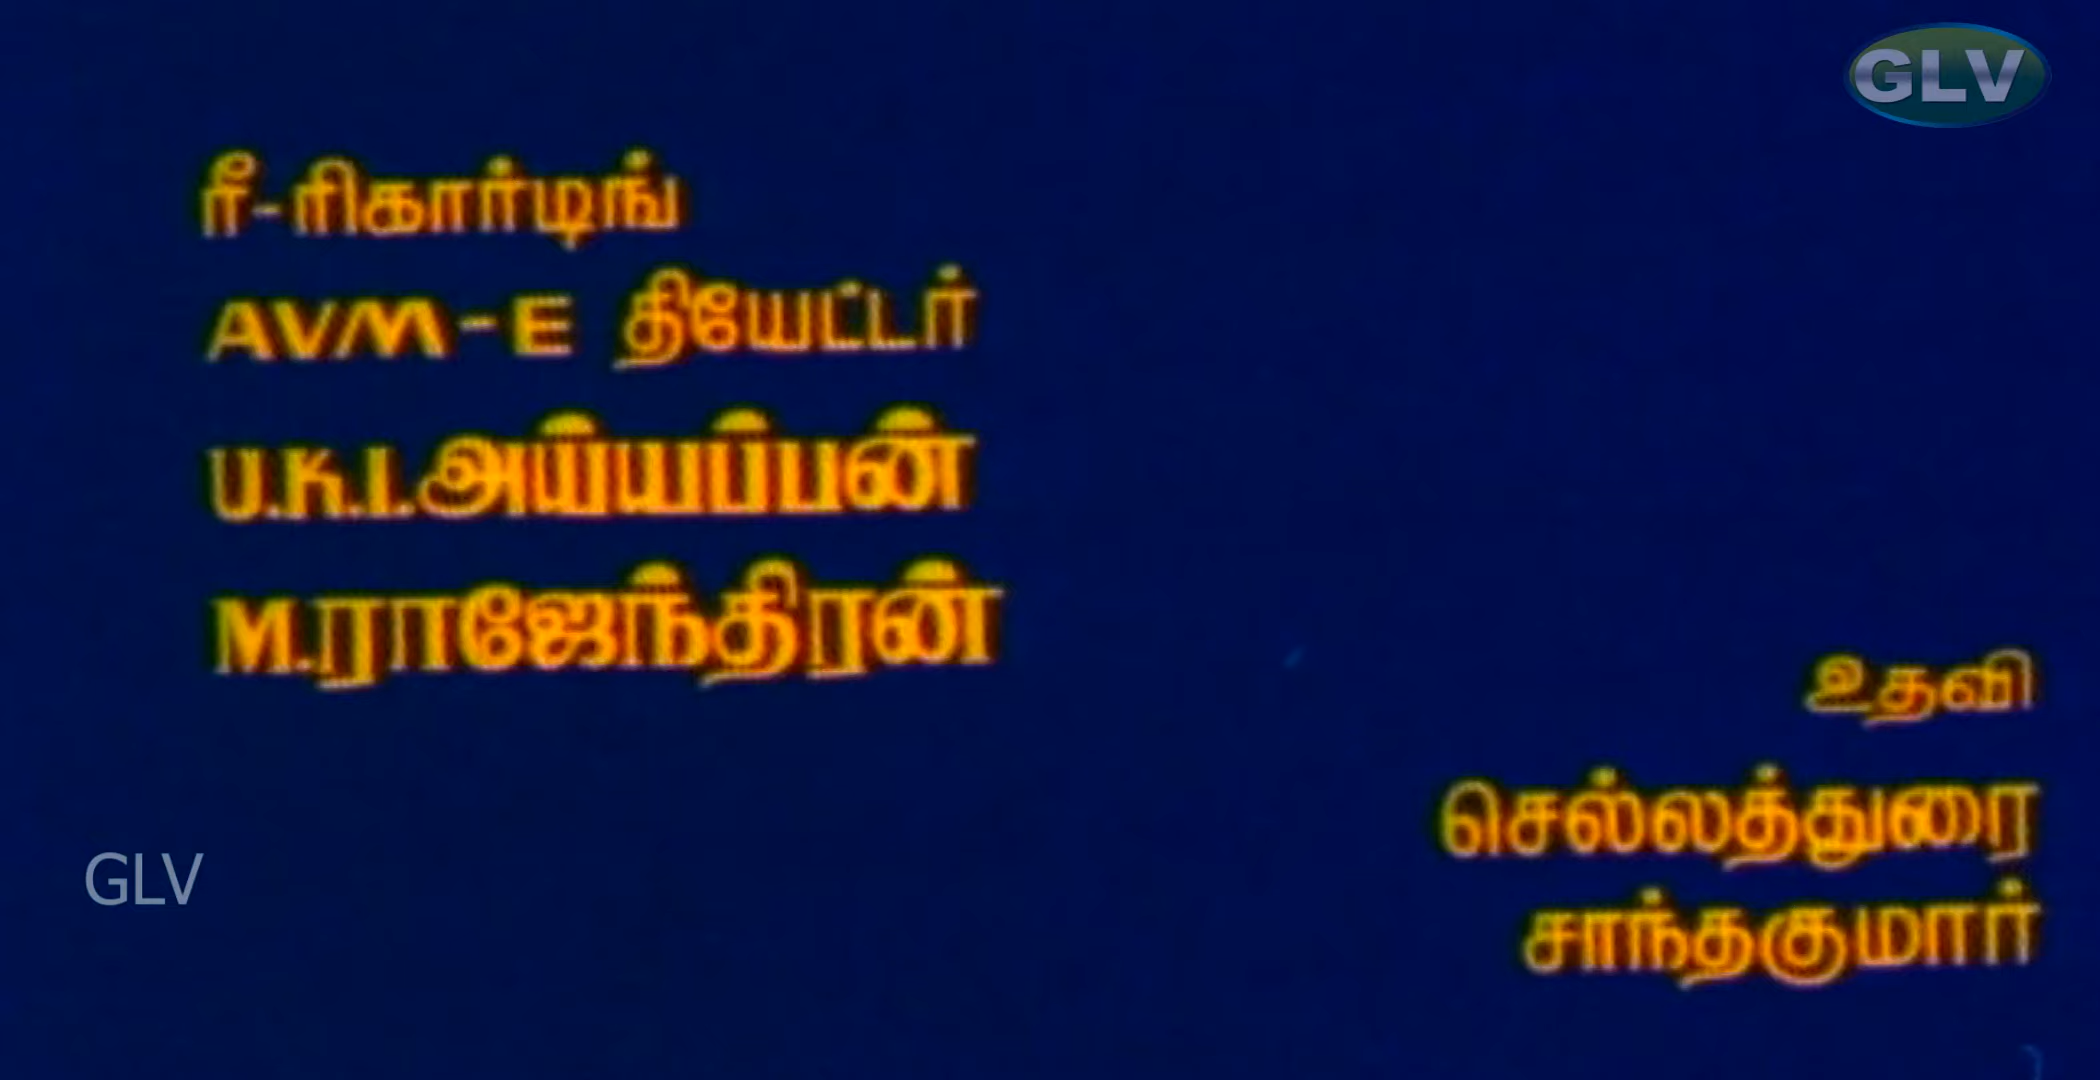 GLV
ரீ-ரிகார்டிங்
AVM-E தியேட்டர்
U.K.I.அய்யப்பன்
M.ராஜேந்திரன்
உதவி
செல்லத்துரை
சாந்தகுமார்
GLV